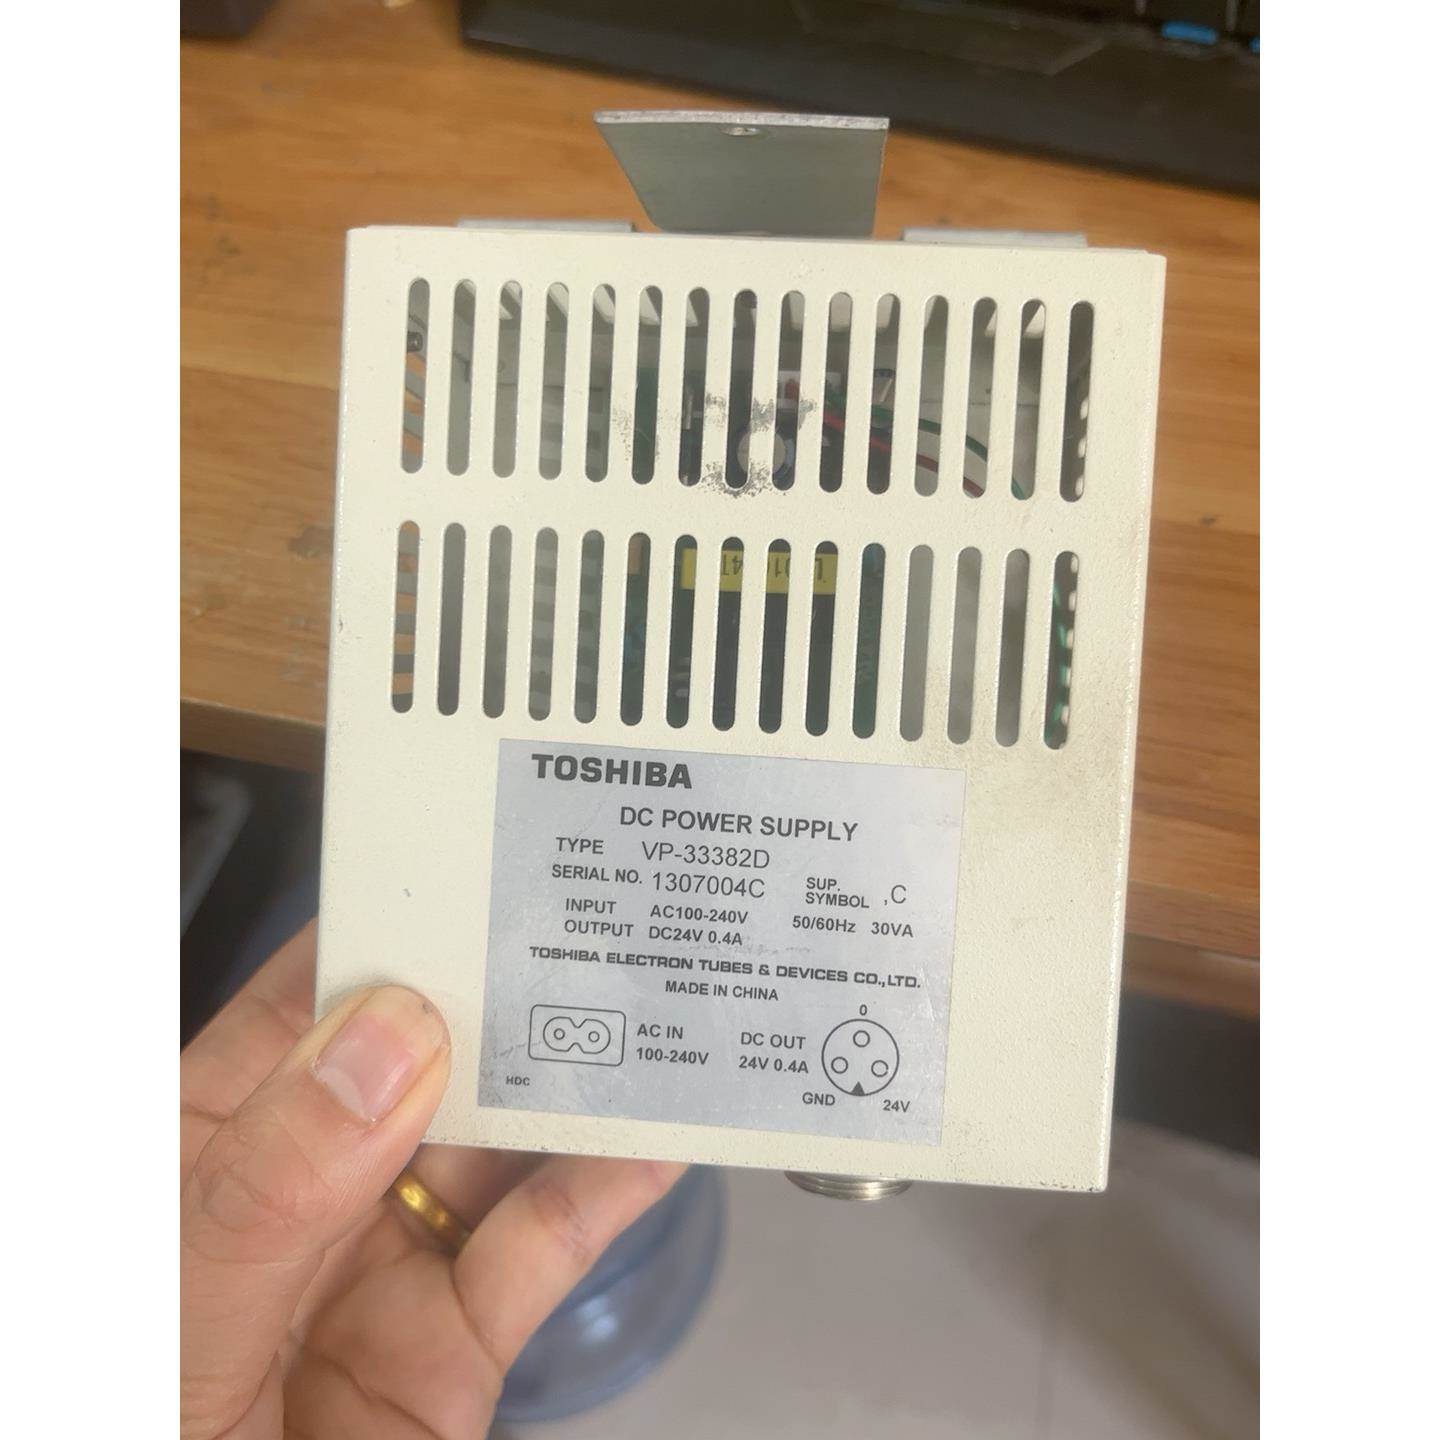 TOSHIBA
DC POWER SUPPLY
TYPE VP-33382D
SERIAL NO. 1307004C SUP. SYMBOL ,C
INPUT AC100-240V 50/60Hz 30VA
OUTPUT DC24V 0.4A
TOSHIBA ELECTRON TUBES & DEVICES CO.,LTD.
MADE IN CHINA
0
AC IN DC OUT
100-240V 24V 0.4A
HDC
GND 24V